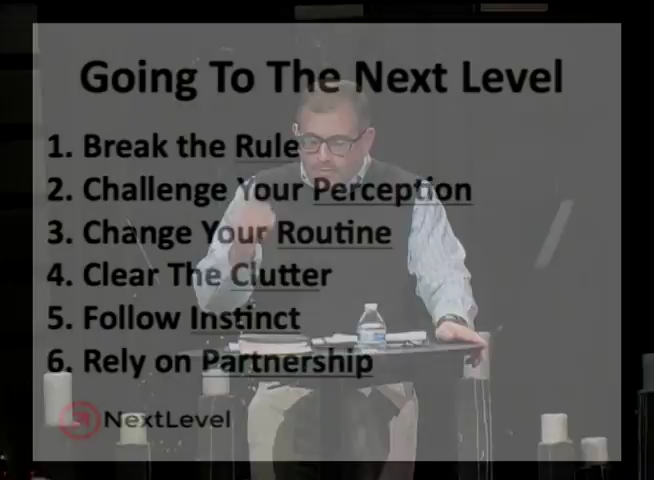 Going To The Next Level
1. Break the Rule
2. Challenge Your Perception
3. Change Your Routine
4. Clear The Clutter
5. Follow Instinct
6. Rely on Partnership
NextLevel